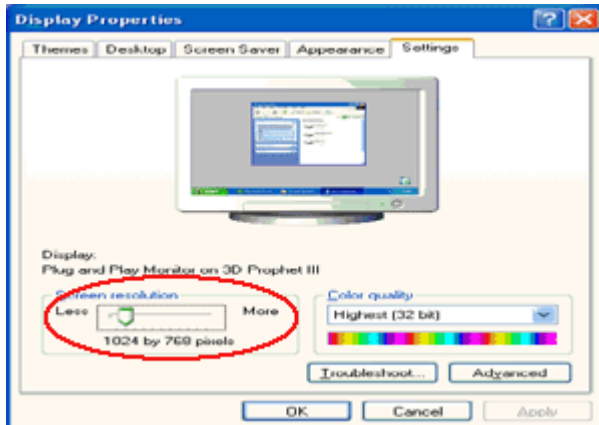 Display Properties
Themes Desktop Screen Saver Appearance Settings
Display:
Plug and Play Monitor on 3D Prophet III
Screen resolution
Less More
1024 by 768 pixels
Color quality
Highest (32 bit)
Troubleshoot... Advanced
OK Cancel Apply